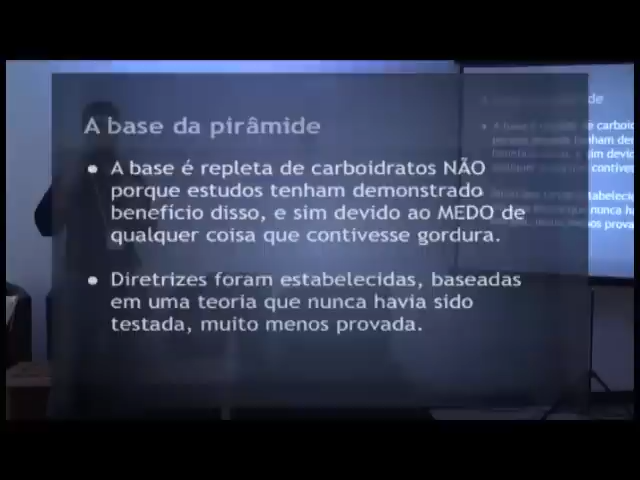 A base da pirâmide
● A base é repleta de carboidratos NÃO
porque estudos tenham demonstrado
benefício disso, e sim devido ao MEDO de
qualquer coisa que contivesse gordura.
● Diretrizes foram estabelecidas, baseadas
em uma teoria que nunca havia sido
testada, muito menos provada.